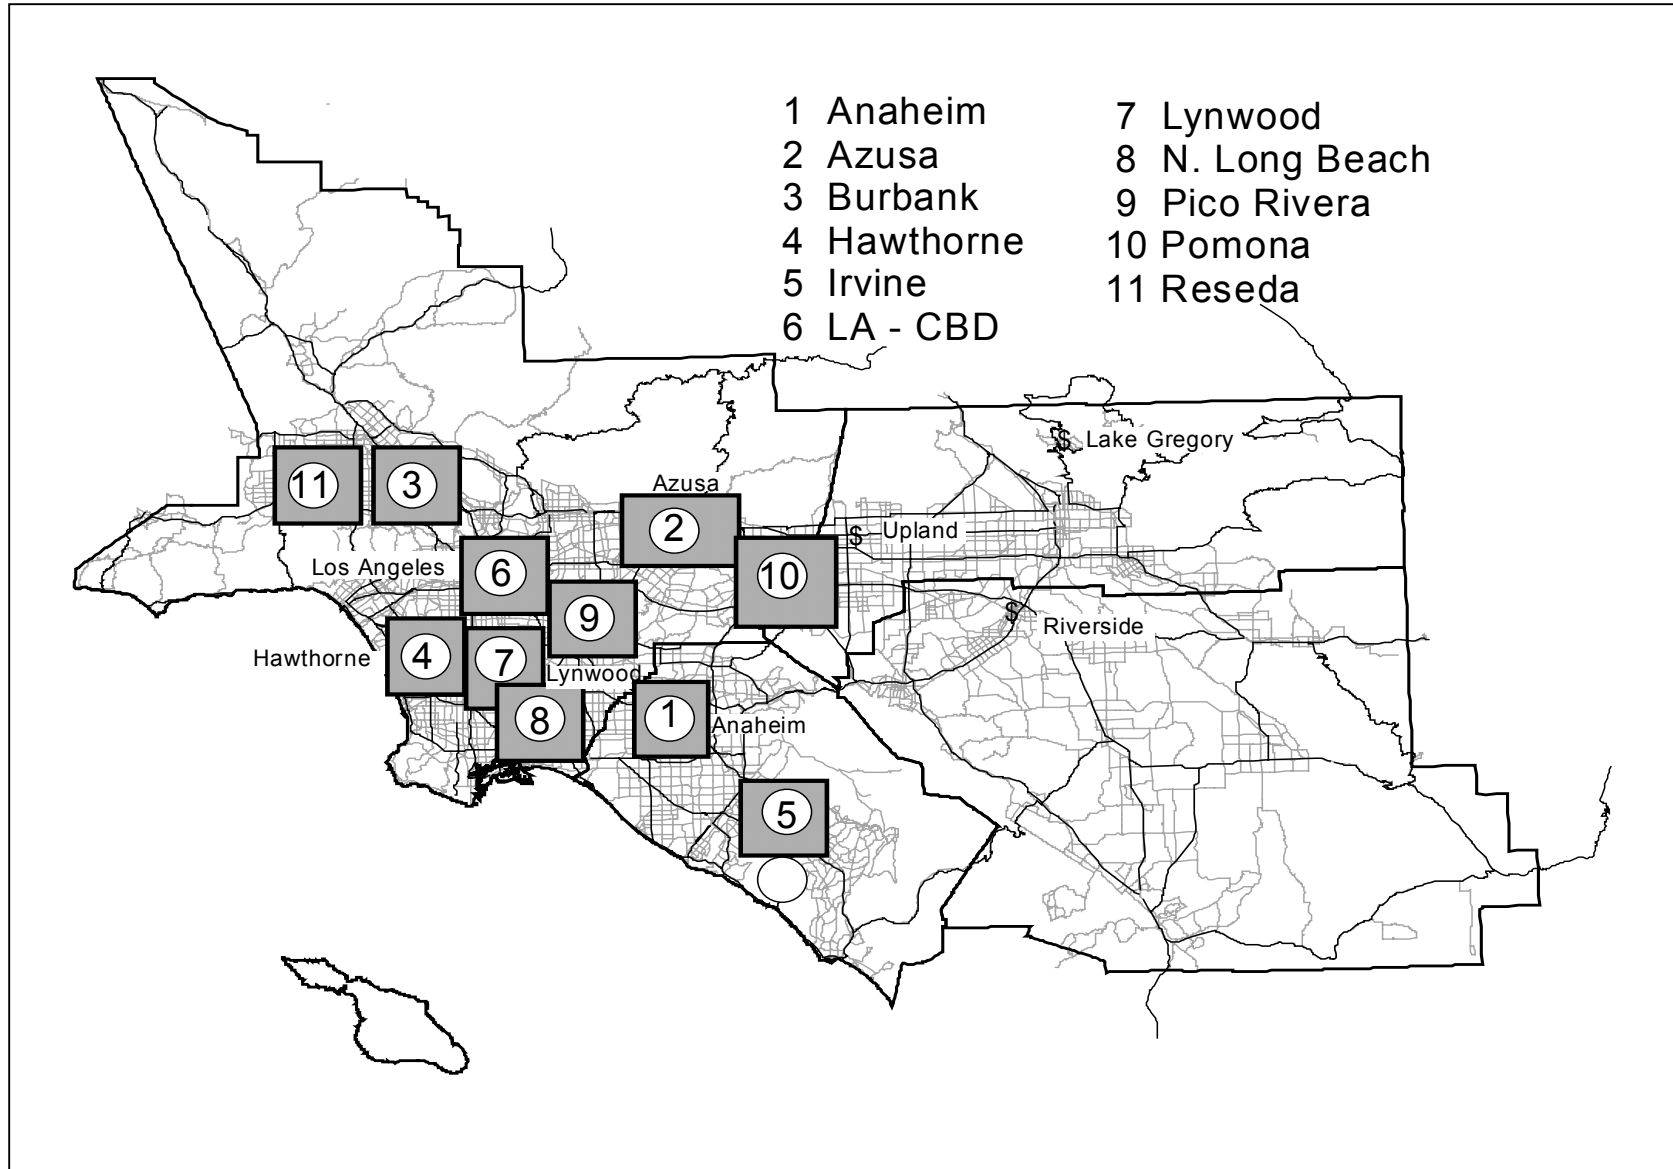 1 Anaheim
2 Azusa
3 Burbank
4 Hawthorne
5 Irvine
6 LA - CBD
7 Lynwood
8 N. Long Beach
9 Pico Rivera
10 Pomona
11 Reseda
$ Lake Gregory
11
3
Azusa
2
$ Upland
Los Angeles
6
10
9
$
Riverside
Hawthorne
4
7
Lynwood
8
1
Anaheim
5